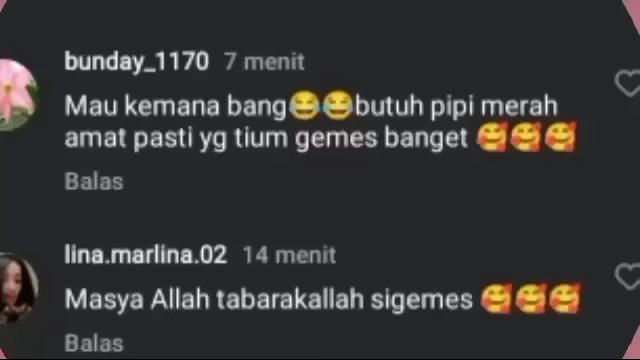 bunday_1170 7 menit
Mau kemana bang😂😂butuh pipi merah
amat pasti yg tium gemes banget 🥰🥰🥰
Balas
lina.marlina.02 14 menit
Masya Allah tabarakallah sigemes 🥰🥰🥰
Balas